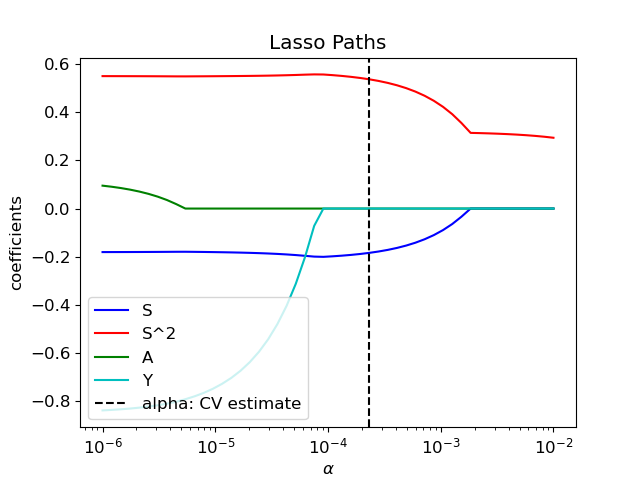 Lasso Paths
coefficients
0.6
0.4
0.2
0.0
−0.2
−0.4
−0.6
−0.8
S
S^2
A
Y
alpha: CV estimate
10⁻⁶ 10⁻⁵ 10⁻⁴ 10⁻³ 10⁻²
α